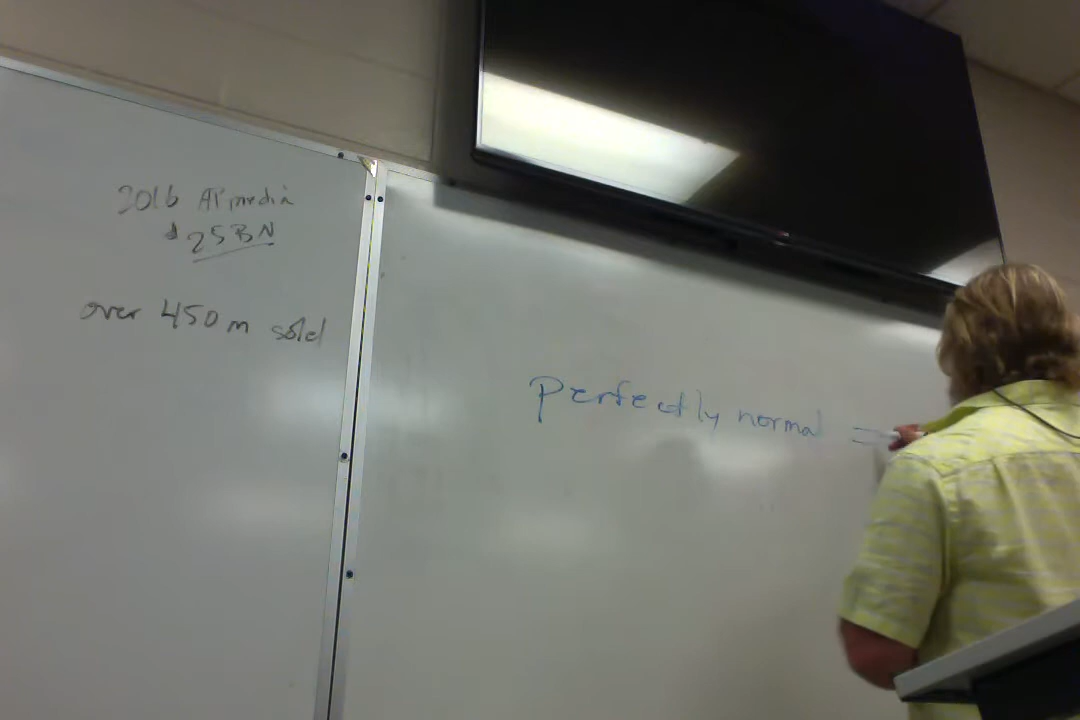 2016 AP media
$25BN
over 450m sold
Perfectly normal =